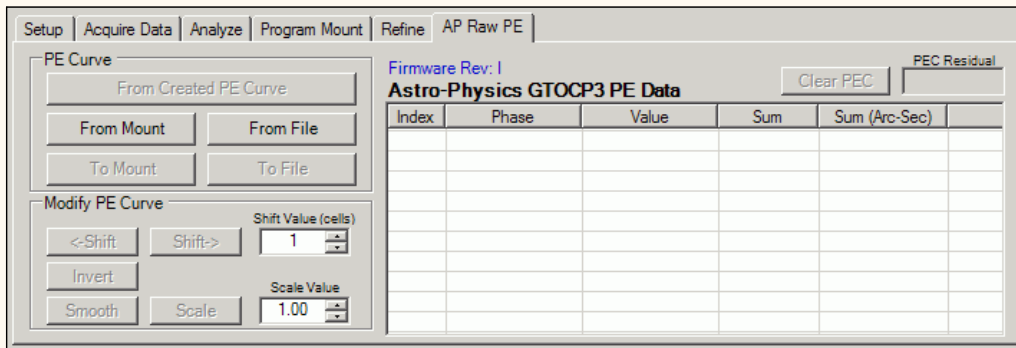 Setup Acquire Data Analyze Program Mount Refine AP Raw PE
PE Curve
From Created PE Curve
From Mount From File
To Mount To File
Modify PE Curve
Shift Value (cells)
<-Shift Shift-> 1
Invert
Scale Value
Smooth Scale 1.00
Firmware Rev: I
Astro-Physics GTOCP3 PE Data
Clear PEC
PEC Residual
Index Phase Value Sum Sum (Arc-Sec)